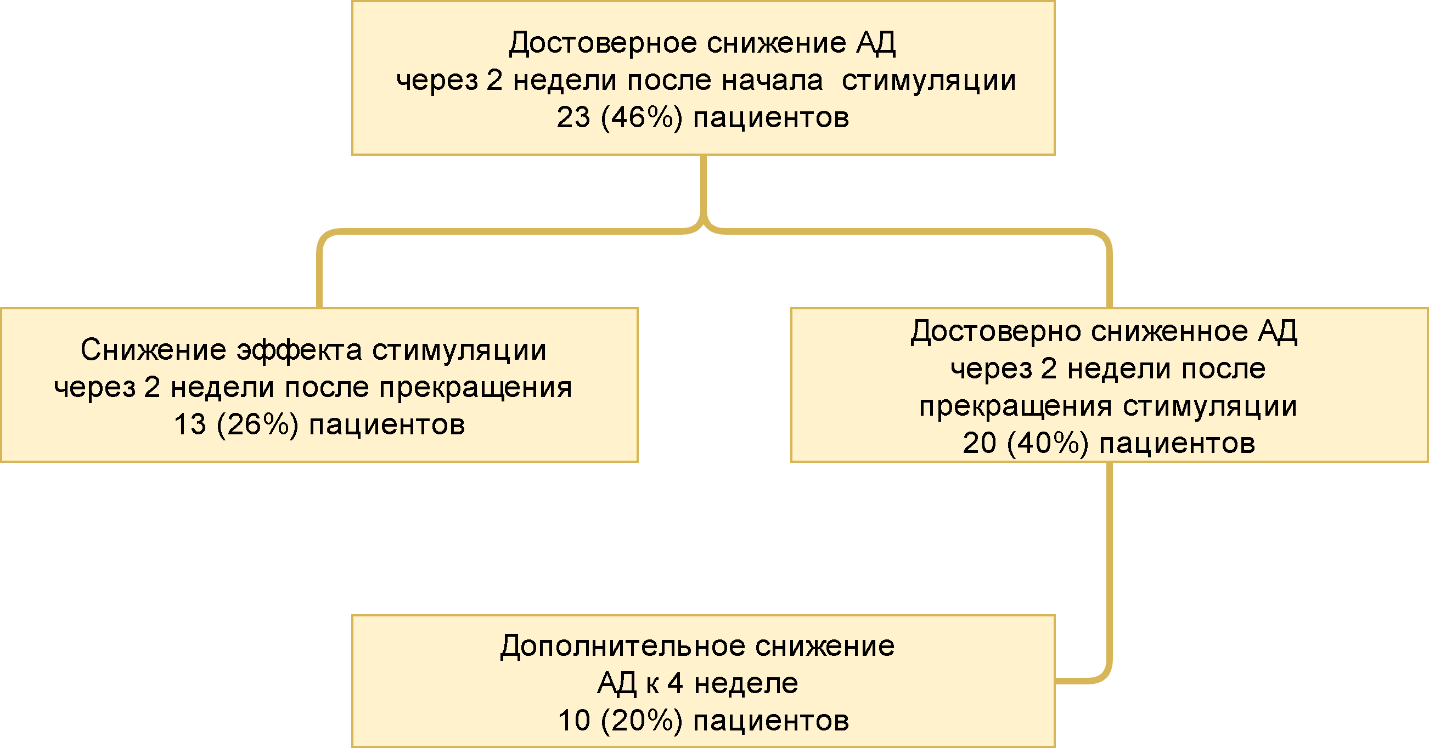 Достоверное снижение АД
через 2 недели после начала стимуляции
23 (46%) пациентов
Снижение эффекта стимуляции
через 2 недели после прекращения
13 (26%) пациентов
Достоверно сниженное АД
через 2 недели после
прекращения стимуляции
20 (40%) пациентов
Дополнительное снижение
АД к 4 неделе
10 (20%) пациентов